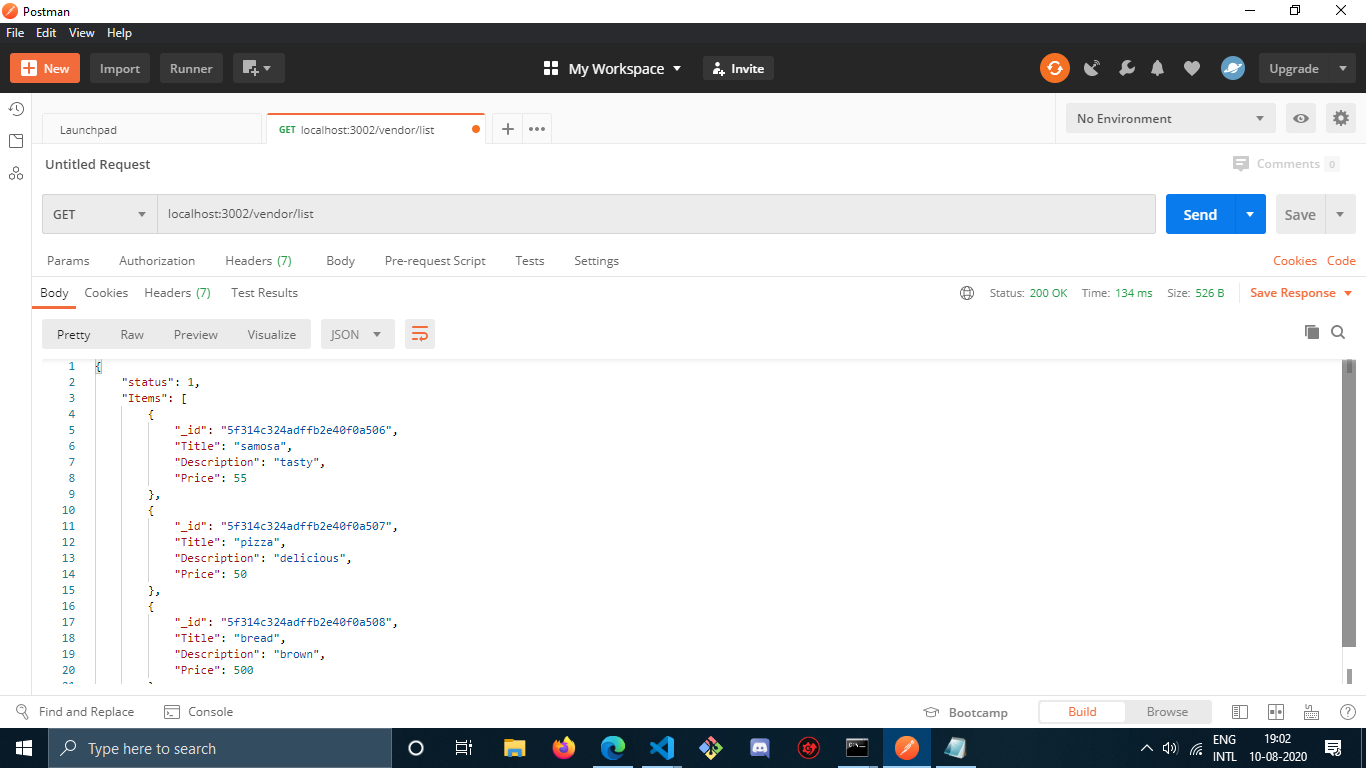 Postman
File Edit View Help
New Import Runner My Workspace Invite Upgrade
Launchpad GET localhost:3002/vendor/list No Environment
Untitled Request Comments 0
GET localhost:3002/vendor/list Send Save
Params Authorization Headers (7) Body Pre-request Script Tests Settings Cookies Code
Body Cookies Headers (7) Test Results Status: 200 OK Time: 134 ms Size: 526 B Save Response
Pretty Raw Preview Visualize JSON
1 {
2 "status": 1,
3 "Items": [
4 {
5 "_id": "5f314c324adffb2e40f0a506",
6 "Title": "samosa",
7 "Description": "tasty",
8 "Price": 55
9 },
10 {
11 "_id": "5f314c324adffb2e40f0a507",
12 "Title": "pizza",
13 "Description": "delicious",
14 "Price": 50
15 },
16 {
17 "_id": "5f314c324adffb2e40f0a508",
18 "Title": "bread",
19 "Description": "brown",
20 "Price": 500
Find and Replace Console Bootcamp Build Browse
Type here to search ENG 19:02
INTL 10-08-2020